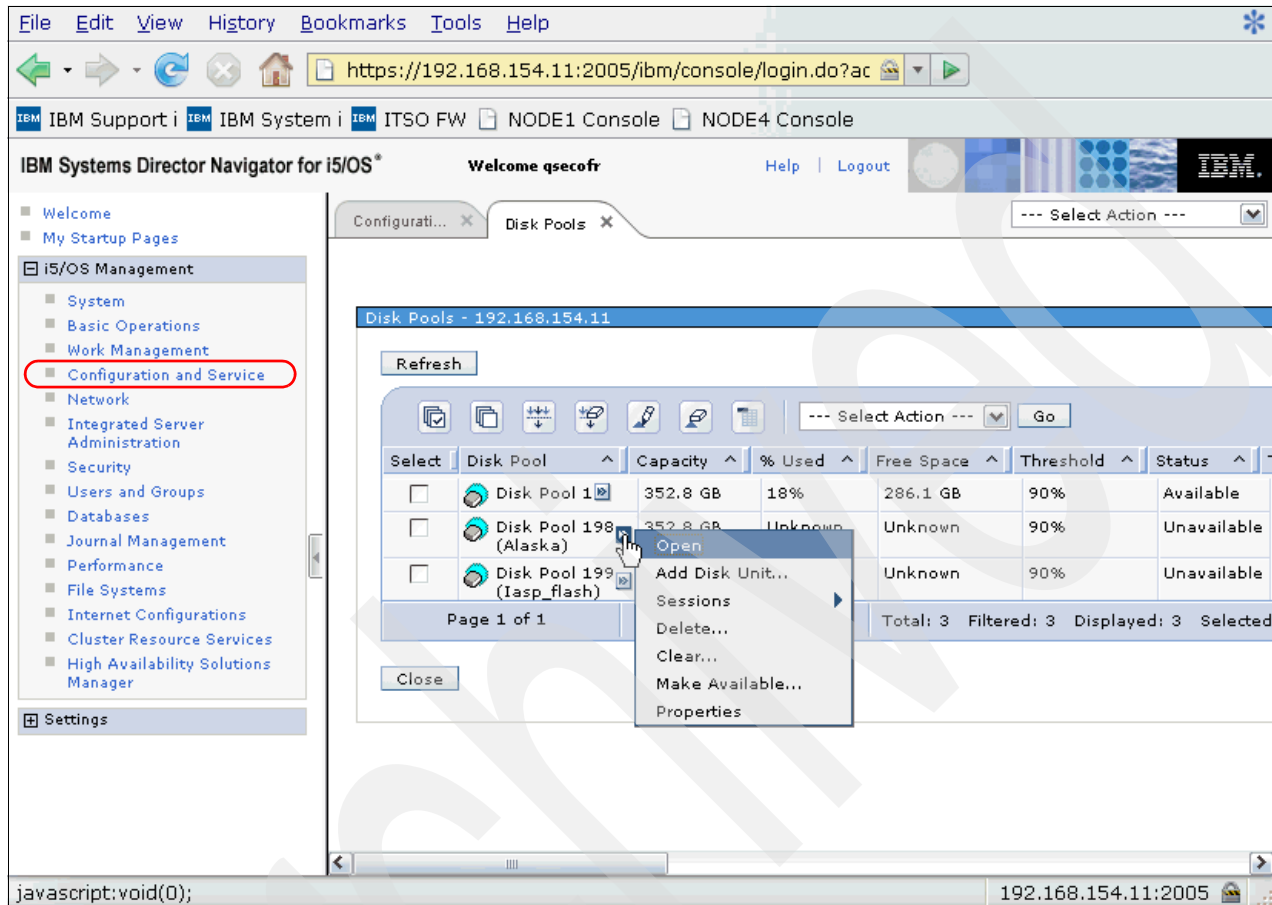 File Edit View History Bookmarks Tools Help
https://192.168.154.11:2005/ibm/console/login.do?ac
IBM IBM Support i IBM IBM System i IBM ITSO FW NODE1 Console NODE4 Console
IBM Systems Director Navigator for i5/OS® Welcome qsecofr Help | Logout IBM.
Welcome
My Startup Pages
i5/OS Management
System
Basic Operations
Work Management
Configuration and Service
Network
Integrated Server
Administration
Security
Users and Groups
Databases
Journal Management
Performance
File Systems
Internet Configurations
Cluster Resource Services
High Availability Solutions
Manager
Settings
Configurati... Disk Pools --- Select Action ---
Disk Pools - 192.168.154.11
Refresh
--- Select Action --- Go
Select Disk Pool Capacity % Used Free Space Threshold Status T
Disk Pool 1 352.8 GB 18% 286.1 GB 90% Available
Disk Pool 198 352.8 GB Unknown Unknown 90% Unavailable
(Alaska)
Disk Pool 199 Unknown 90% Unavailable
(Iasp_flash)
Page 1 of 1 Total: 3 Filtered: 3 Displayed: 3 Selected
Open
Add Disk Unit...
Sessions
Delete...
Clear...
Make Available...
Properties
Close
javascript:void(0); 192.168.154.11:2005